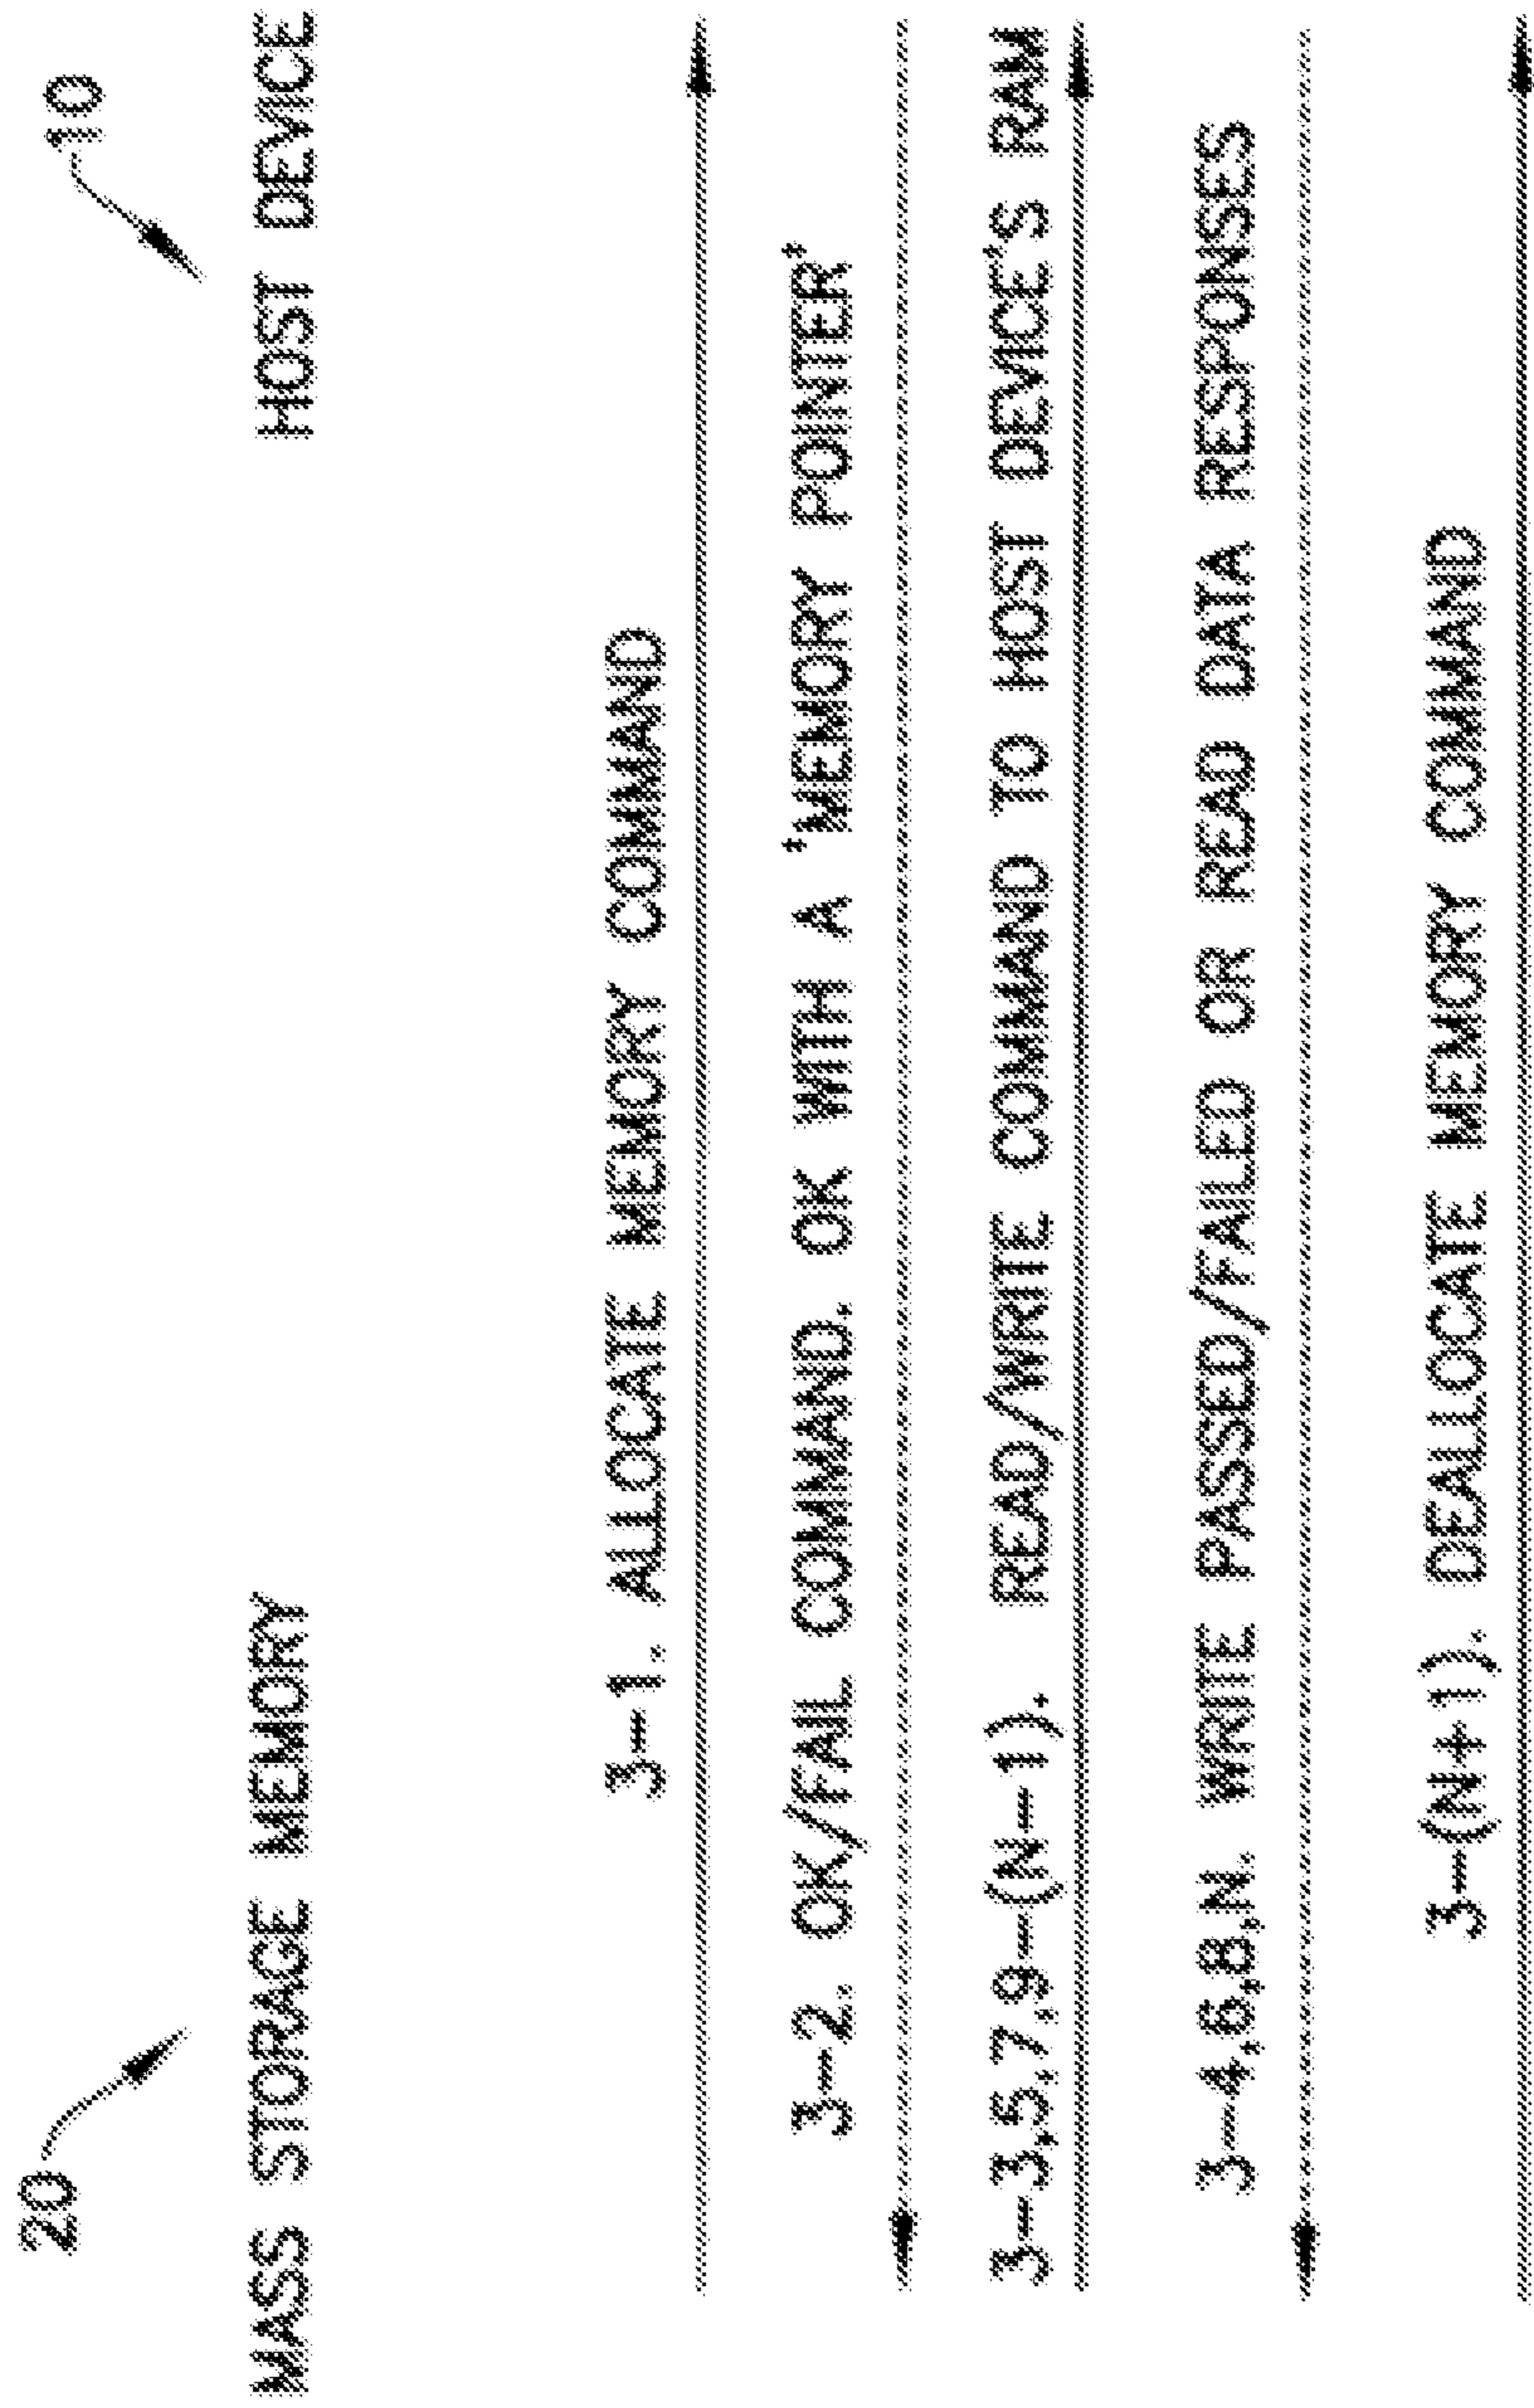 20
10
MASS STORAGE MEMORY
HOST DEVICE
3-1. ALLOCATE MEMORY COMMAND
3-2. OK/FAIL COMMAND. OK WITH A 'MEMORY POINTER'
3-3,5,7,9-(N-1). READ/WRITE COMMAND TO HOST DEVICE'S RAM
3-4,6,8,N. WRITE PASSED/FAILED OR READ DATA RESPONSES
3-(N+1). DEALLOCATE MEMORY COMMAND